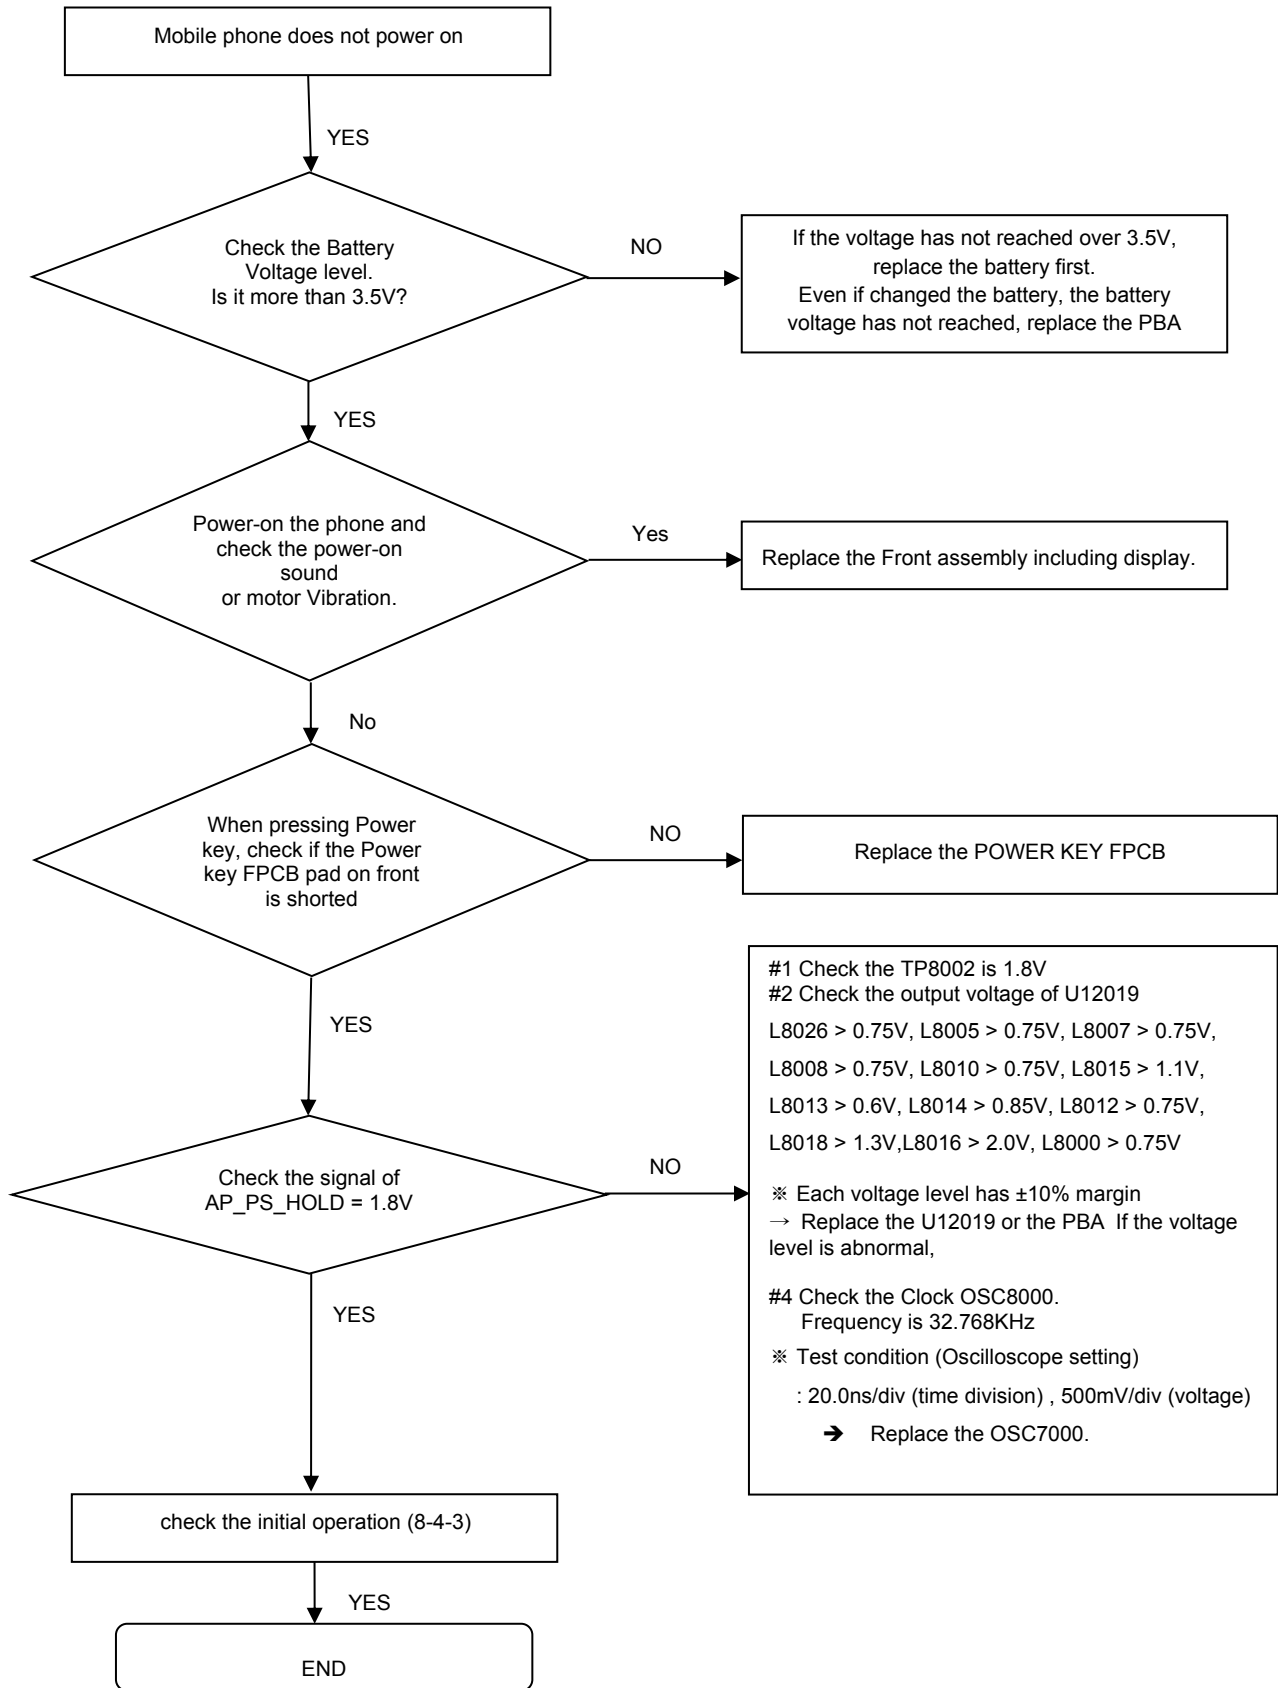 Mobile phone does not power on
YES
Check the Battery
Voltage level.
Is it more than 3.5V?
NO
If the voltage has not reached over 3.5V,
replace the battery first.
Even if changed the battery, the battery
voltage has not reached, replace the PBA
YES
Power-on the phone and
check the power-on
sound
or motor Vibration.
Yes
Replace the Front assembly including display.
No
When pressing Power
key, check if the Power
key FPCB pad on front
is shorted
NO
Replace the POWER KEY FPCB
YES
Check the signal of
AP_PS_HOLD = 1.8V
NO
#1 Check the TP8002 is 1.8V
#2 Check the output voltage of U12019
L8026 > 0.75V, L8005 > 0.75V, L8007 > 0.75V,
L8008 > 0.75V, L8010 > 0.75V, L8015 > 1.1V,
L8013 > 0.6V, L8014 > 0.85V, L8012 > 0.75V,
L8018 > 1.3V,L8016 > 2.0V, L8000 > 0.75V
※ Each voltage level has ±10% margin
→ Replace the U12019 or the PBA If the voltage
level is abnormal,
#4 Check the Clock OSC8000.
Frequency is 32.768KHz
※ Test condition (Oscilloscope setting)
: 20.0ns/div (time division) , 500mV/div (voltage)
➔ Replace the OSC7000.
YES
check the initial operation (8-4-3)
YES
END